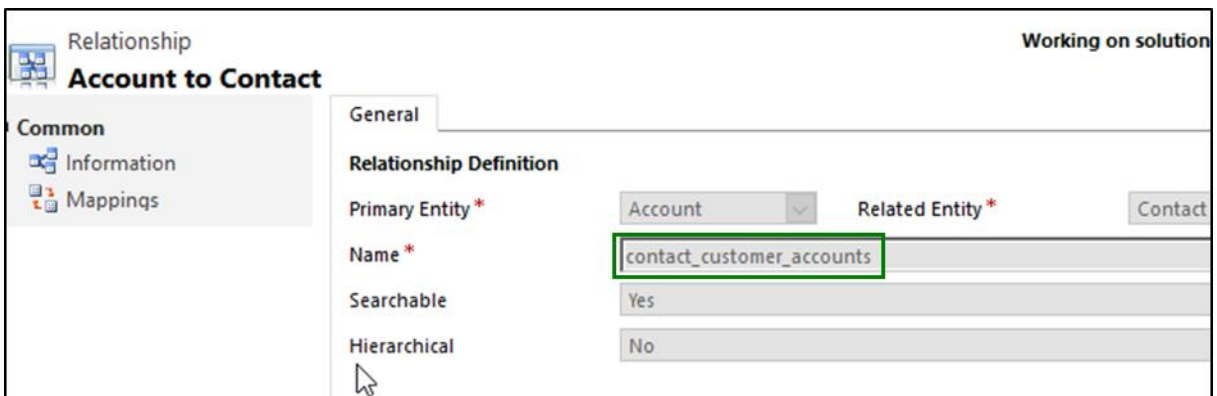 Relationship
Working on solution
Account to Contact
Common
Information
Mappings
General
Relationship Definition
Primary Entity * Account Related Entity * Contact
Name * contact_customer_accounts
Searchable Yes
Hierarchical No